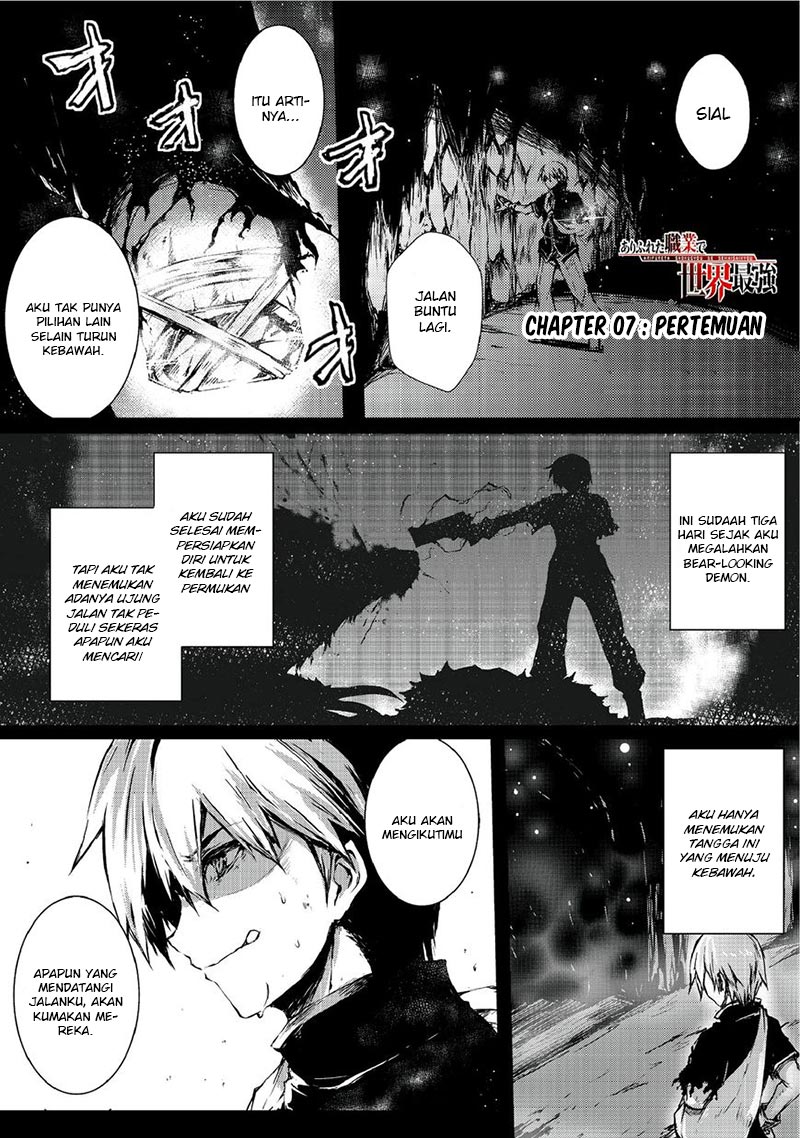 SIAL
ありふれた職業で
世界最強
CHAPTER 07 : PERTEMUAN
JALAN
BUNTU
LAGI.
ITU ARTI-
NYA...
オ
オ
オ
オ
AKU TAK PUNYA
PILIHAN LAIN
SELAIN TURUN
KEBAWAH.
INI SUDAAH TIGA
HARI SEJAK AKU
MEGALAHKAN
BEAR-LOOKING
DEMON.
AKU SUDAH
SELESAI MEM-
PERSIAPKAN
DIRI UNTUK
KEMBALI KE
PERMUKAN
TAPI AKU TAK
MENEMUKAN
ADANYA UJUNG
JALAN TAK PE-
DULI SEKERAS
APAPUN AKU
MENCARI!
AKU HANYA
MENEMUKAN
TANGGA INI
YANG MENUJU
KEBAWAH.
AKU AKAN
MENGIKUTIMU
APAPUN YANG
MENDATANGI
JALANKU, AKAN
KUMAKAN ME-
REKA.